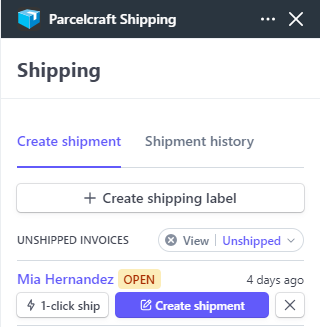 Parcelcraft Shipping
Shipping
Create shipment Shipment history
+ Create shipping label
UNSHIPPED INVOICES View Unshipped
Mia Hernandez OPEN 4 days ago
1-click ship Create shipment